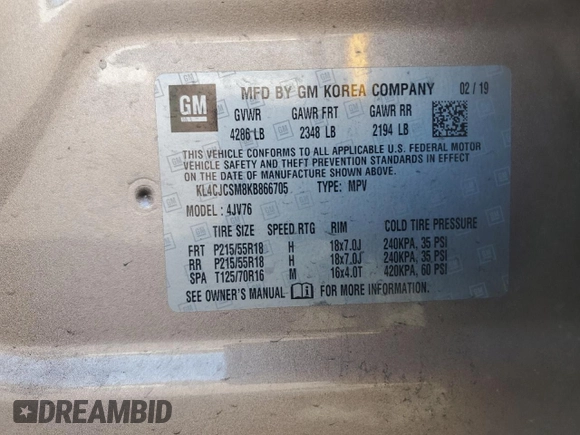 GM
MFD BY GM KOREA COMPANY 02/19
GVWR GAWR FRT GAWR RR
4286 LB 2348 LB 2194 LB
THIS VEHICLE CONFORMS TO ALL APPLICABLE U.S. FEDERAL MOTOR
VEHICLE SAFETY AND THEFT PREVENTION STANDARDS IN EFFECT
ON THE DATE OF MANUFACTURE SHOWN ABOVE.
KL4CJCSM8KB866705 TYPE: MPV
MODEL: 4JV76
TIRE SIZE SPEED RTG RIM COLD TIRE PRESSURE
FRT P215/55R18 H 18x7.0J 240KPA, 35 PSI
RR P215/55R18 H 18x7.0J 240KPA, 35 PSI
SPA T125/70R16 M 16x4.0T 420KPA, 60 PSI
SEE OWNER'S MANUAL FOR MORE INFORMATION
DREAMBID